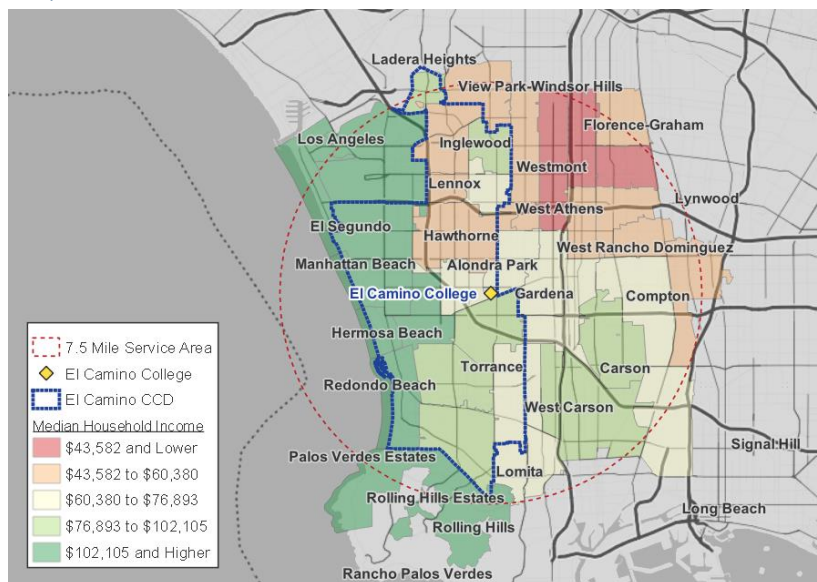 Ladera Heights
View Park-Windsor Hills
Florence-Graham
Los Angeles
Inglewood
Westmont
Lennox
Lynwood
West Athens
El Segundo
Hawthorne
West Rancho Dominguez
Manhattan Beach
Alondra Park
El Camino College
Gardena
Compton
Hermosa Beach
Torrance
Carson
Redondo Beach
West Carson
Signal Hill
Palos Verdes Estates
Lomita
Rolling Hills Estates
Long Beach
Rolling Hills
Rancho Palos Verdes
7.5 Mile Service Area
El Camino College
El Camino CCD
Median Household Income
$43,582 and Lower
$43,582 to $60,380
$60,380 to $76,893
$76,893 to $102,105
$102,105 and Higher